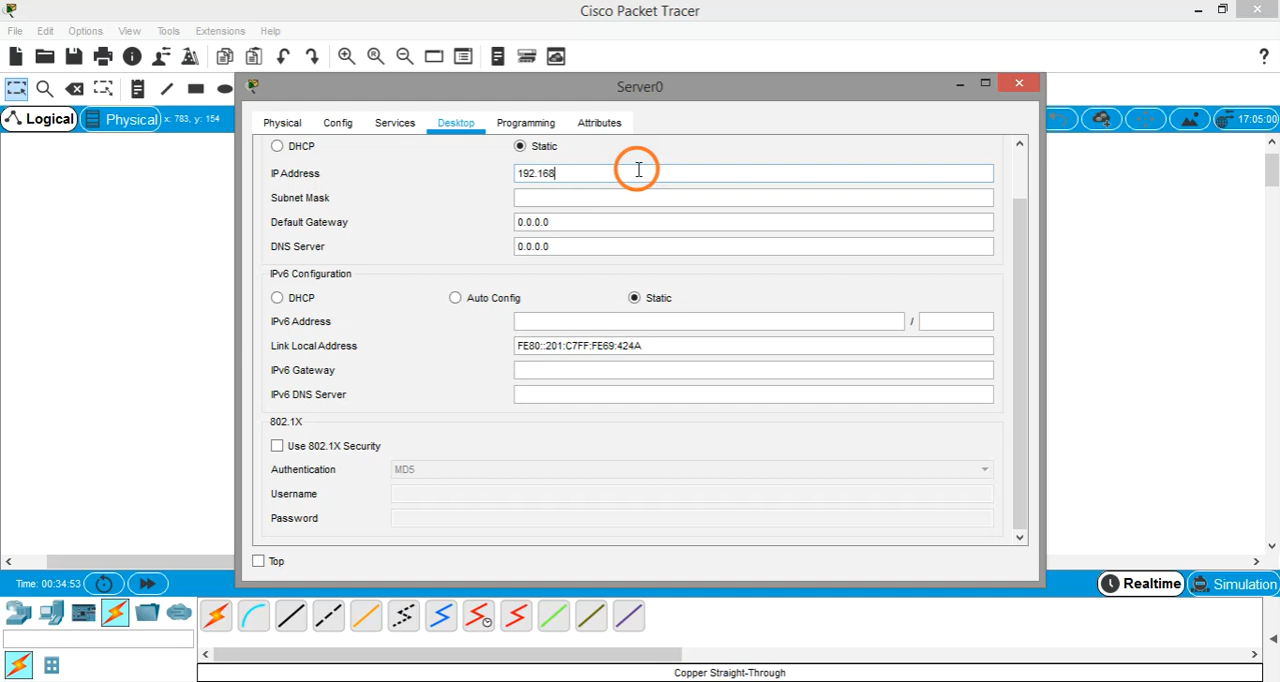 Cisco Packet Tracer
File Edit Options View Tools Extensions Help
?
Server0
Logical Physical x: 783, y: 154 17:05:00
Physical Config Services Desktop Programming Attributes
DHCP Static
IP Address 192.168
Subnet Mask
Default Gateway 0.0.0.0
DNS Server 0.0.0.0
IPv6 Configuration
DHCP Auto Config Static
IPv6 Address /
Link Local Address FE80::201:C7FF:FE69:424A
IPv6 Gateway
IPv6 DNS Server
802.1X
Use 802.1X Security
Authentication MD5
Username
Password
Top
Time: 00:34:53 Realtime Simulation
Copper Straight-Through